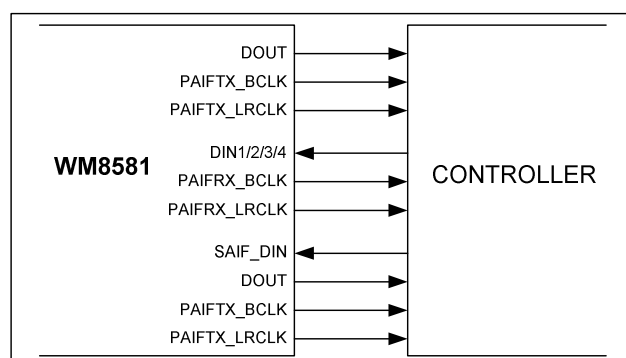 DOUT
PAIFTX_BCLK
PAIFTX_LRCLK
DIN1/2/3/4
WM8581
PAIFRX_BCLK
CONTROLLER
PAIFRX_LRCLK
SAIF_DIN
DOUT
PAIFTX_BCLK
PAIFTX_LRCLK